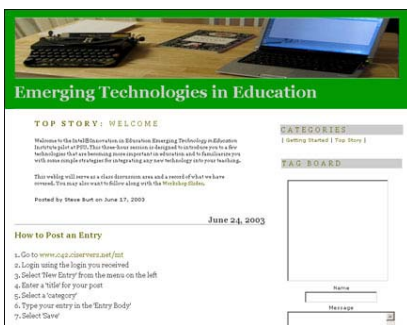 Emerging Technologies in Education
TOP STORY: WELCOME
Welcome to the Intel® Innovation in Education Emerging Technology in Education
Institute pilot at PSU. This three-hour session is designed to introduce you to a few
technologies that are becoming more important in education and to familiarize you
with some simple strategies for integrating any new technology into your teaching.
This weblog will serve as a class discussion area and a record of what we have
covered. You may also want to follow along with the Workshop Slides.
Posted by Steve Burt on June 17, 2003
June 24, 2003
How to Post an Entry
1. Go to www.c42.ciservers.net/mt
2. Login using the login you received
3. Select 'New Entry' from the menu on the left
4. Enter a 'title' for your post
5. Select a 'category'
6. Type your entry in the 'Entry Body'
7. Select 'Save'
CATEGORIES
| Getting Started | Top Story |
TAG BOARD
Name
Message